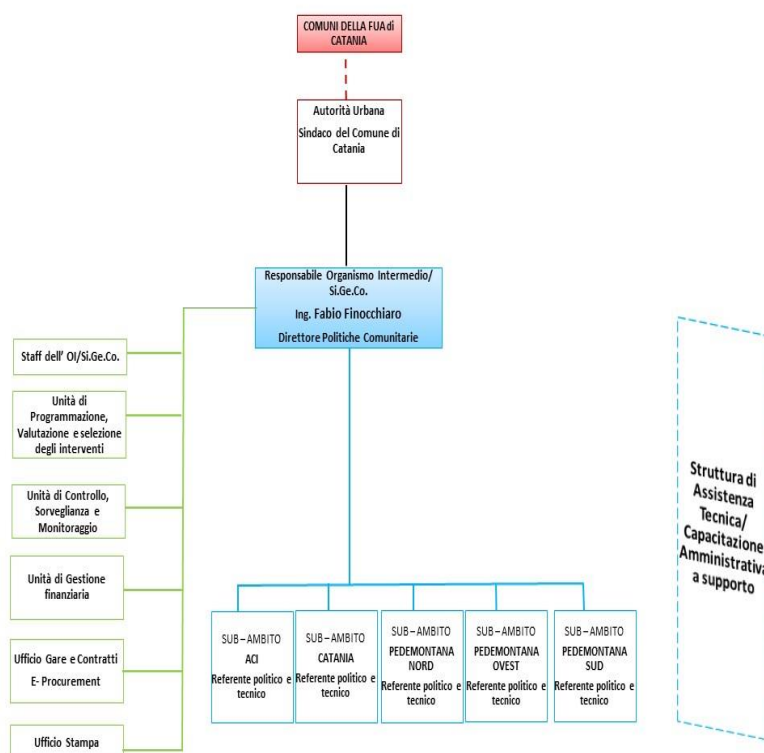 COMUNI DELLA FUA di
CATANIA
Autorità Urbana
Sindaco del Comune di
Catania
Responsabile Organismo Intermedio/
Si.Ge.Co.
Ing. Fabio Finocchiaro
Direttore Politiche Comunitarie
Staff dell' OI/Si.Ge.Co.
Unità di
Programmazione,
Valutazione e selezione
degli interventi
Unità di Controllo,
Sorveglianza e
Monitoraggio
Unità di Gestione
finanziaria
Ufficio Gare e Contratti
E- Procurement
Ufficio Stampa
SUB – AMBITO
ACI
Referente politico e
tecnico
SUB – AMBITO
CATANIA
Referente politico e
tecnico
SUB – AMBITO
PEDEMONTANA
NORD
Referente politico e
tecnico
SUB – AMBITO
PEDEMONTANA
OVEST
Referente politico e
tecnico
SUB – AMBITO
PEDEMONTANA
SUD
Referente politico e
tecnico
Struttura di
Assistenza
Tecnica/
Capacitazione
Amministrativa
a supporto